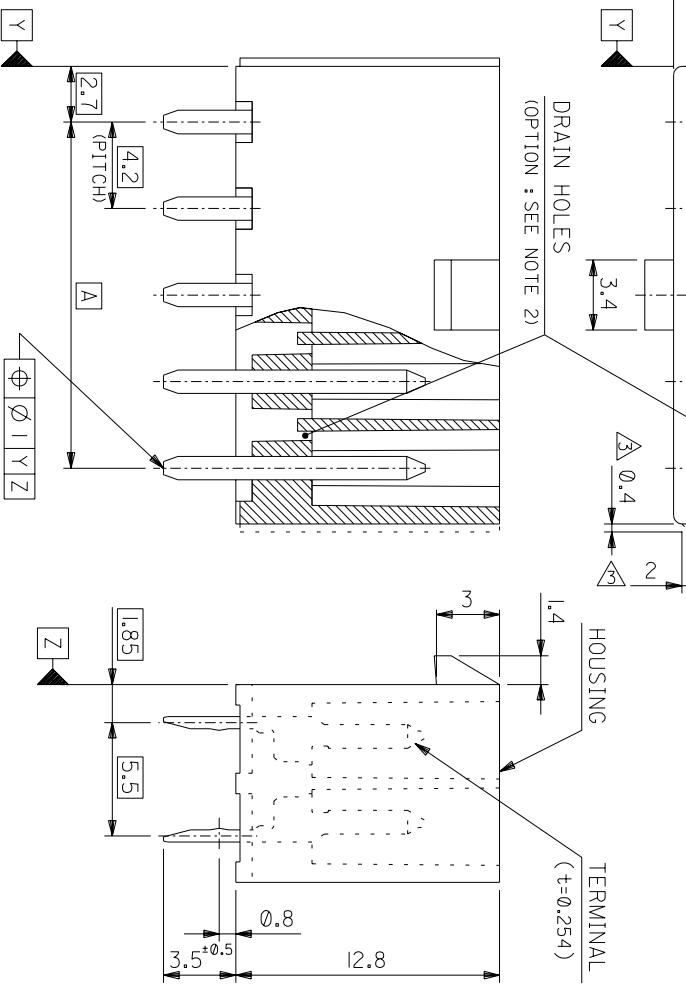 Y
2.7
4.2
(PITCH)
A
⌖ Ø 1 Y Z
DRAIN HOLES
(OPTION : SEE NOTE 2)
Y
3.4
3 0.4
3 2
Z
1.85
5.5
3
1.4
HOUSING
TERMINAL
(t=0.254)
0.8
3.5±0.5
12.8